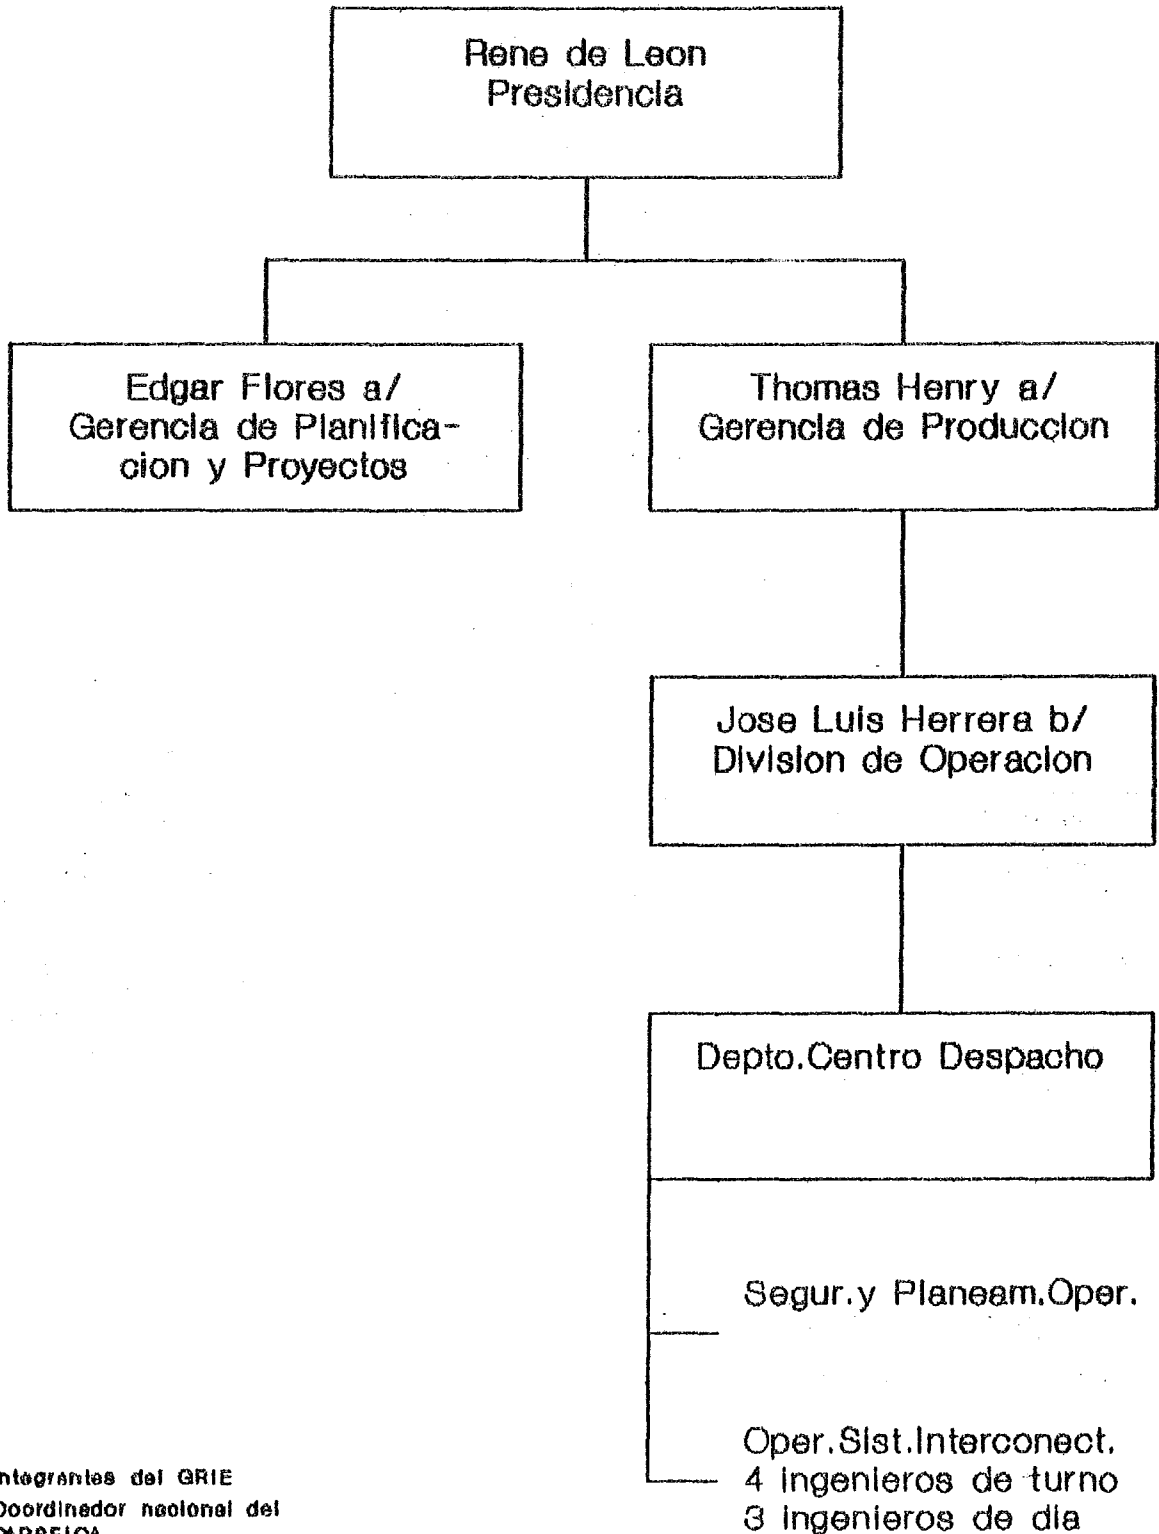 Rene de Leon
Presidencia
Edgar Flores a/
Gerencia de Planifica-
cion y Proyectos
Thomas Henry a/
Gerencia de Produccion
Jose Luis Herrera b/
Division de Operacion
Depto.Centro Despacho
Segur.y Planeam.Oper.
Oper.Sist.Interconect.
4 ingenieros de turno
3 ingenieros de dia
ntegrantes del GRIE
Coordinador nacional del